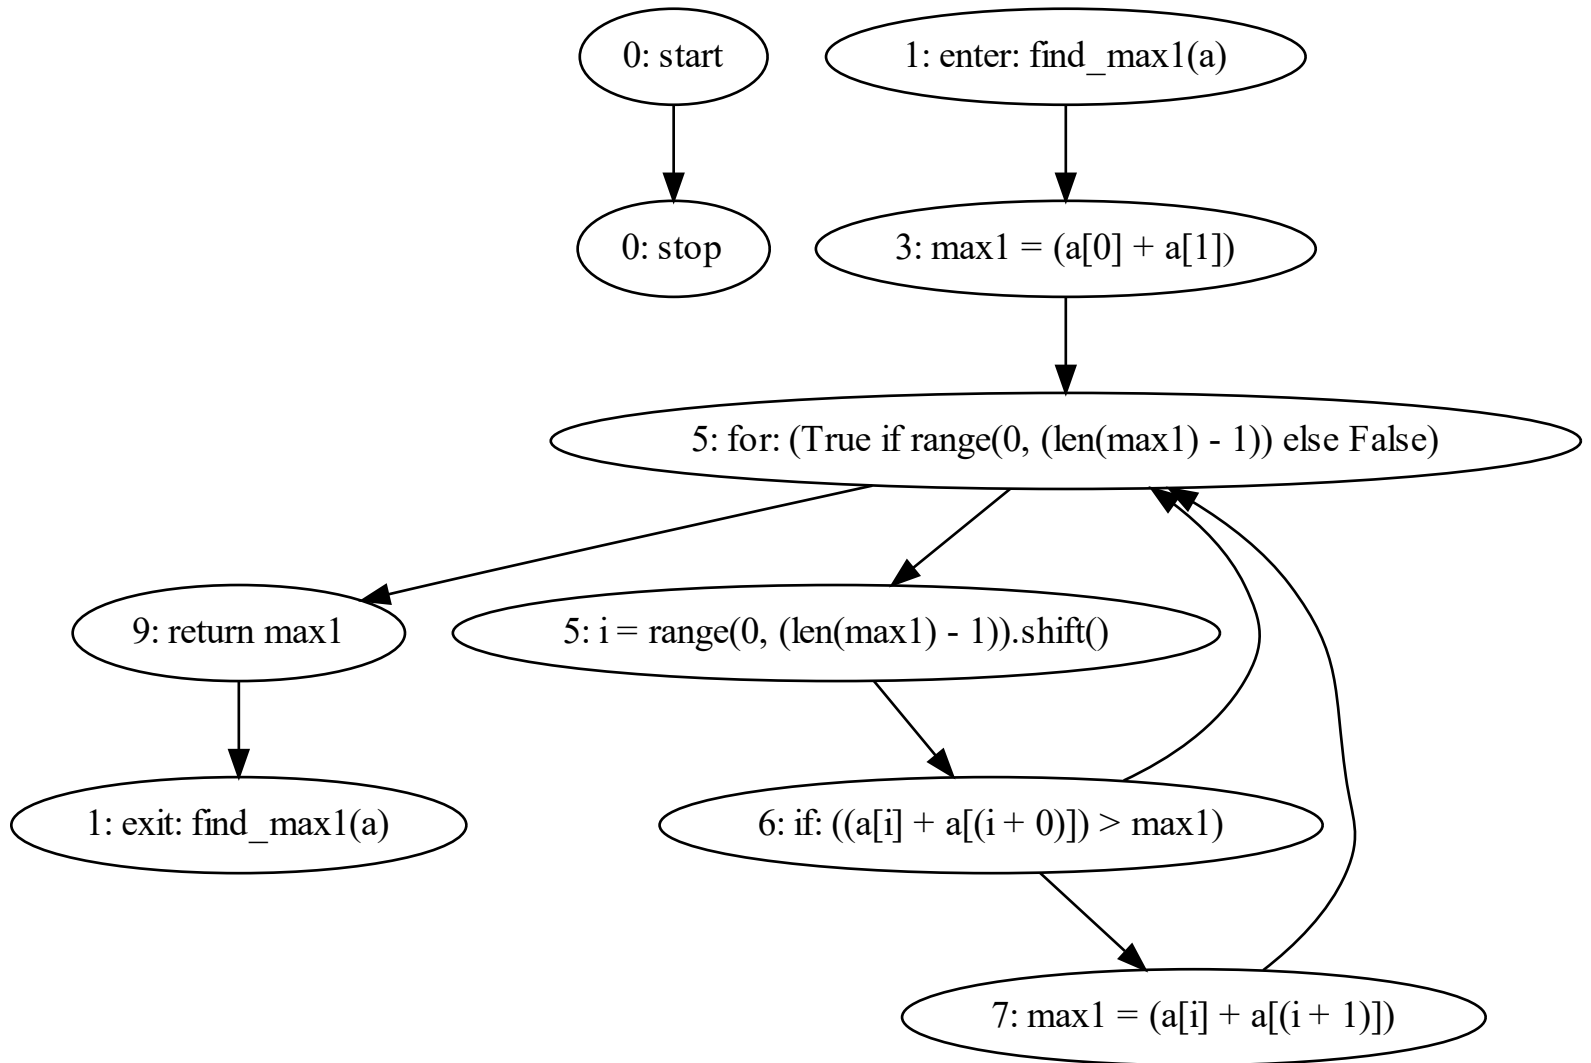 0: start
1: enter: find_max1(a)
0: stop
3: max1 = (a[0] + a[1])
5: for: (True if range(0, (len(max1) - 1)) else False)
9: return max1
5: i = range(0, (len(max1) - 1)).shift()
1: exit: find_max1(a)
6: if: ((a[i] + a[(i + 0)]) > max1)
7: max1 = (a[i] + a[(i + 1)])